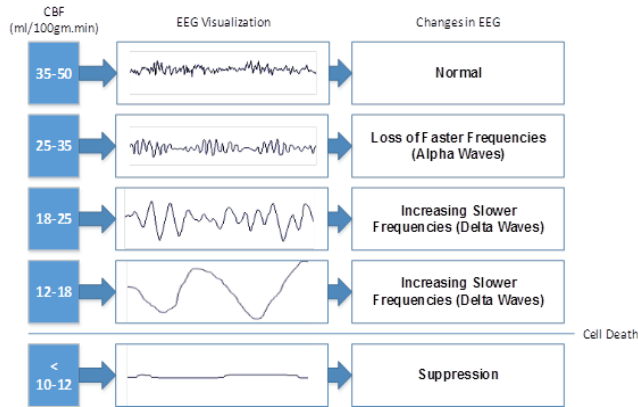 CBF
(ml/100gm.min)
EEG Visualization
Changes in EEG
35-50
Normal
25-35
Loss of Faster Frequencies
(Alpha Waves)
18-25
Increasing Slower
Frequencies (Delta Waves)
12-18
Increasing Slower
Frequencies (Delta Waves)
Cell Death
<
10-12
Suppression